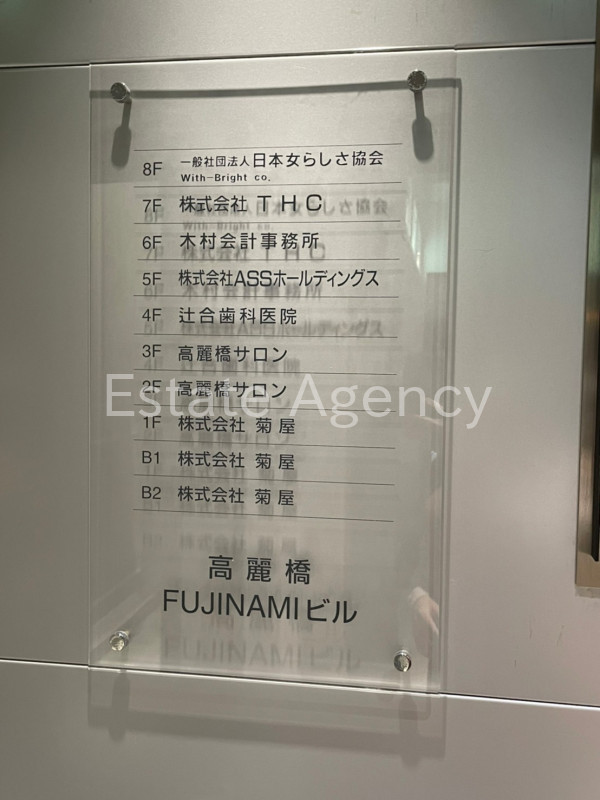 8F 一般社団法人日本女らしさ協会
With-Bright co.
7F 株式会社 THC
6F 木村会計事務所
5F 株式会社ASSホールディングス
4F 辻合歯科医院
3F 高麗橋サロン
2F 高麗橋サロン
Estate Agency
1F 株式会社 菊屋
B1 株式会社 菊屋
B2 株式会社 菊屋
高麗橋
FUJINAMIビル